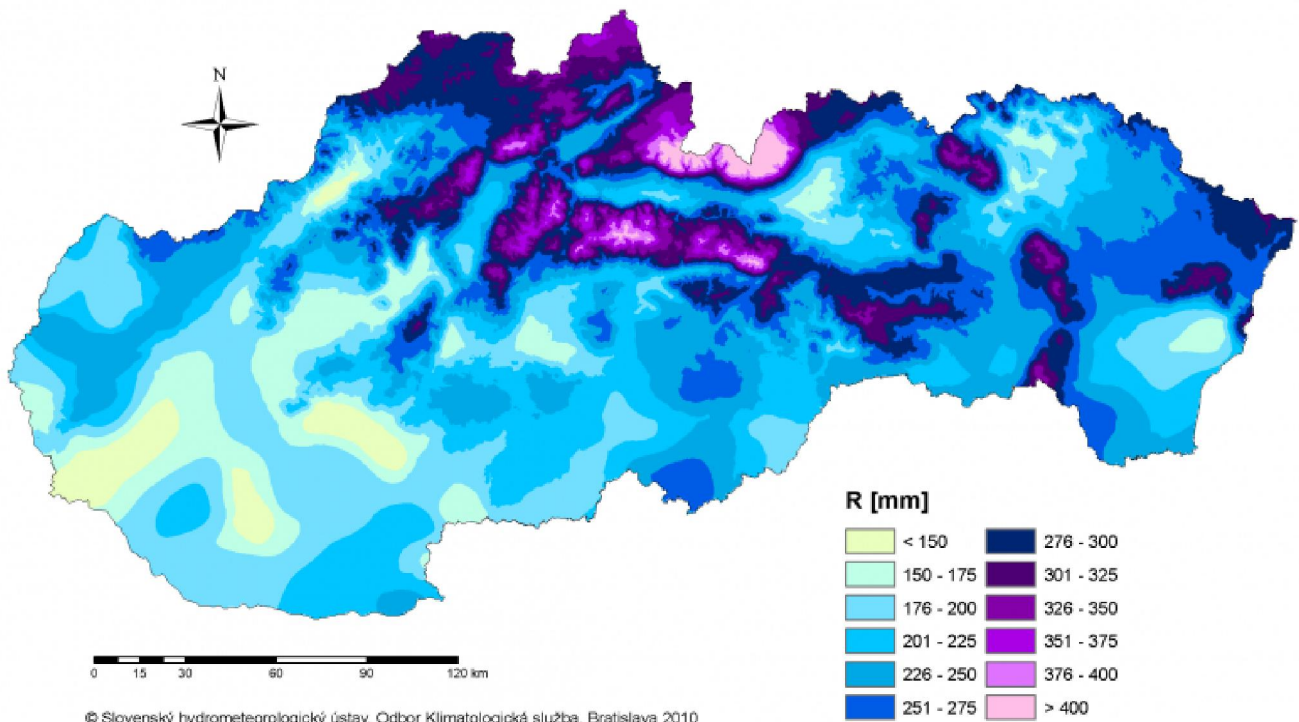 N
R [mm]
< 150
150 - 175
176 - 200
201 - 225
226 - 250
251 - 275
276 - 300
301 - 325
326 - 350
351 - 375
376 - 400
> 400
0 15 30 60 90 120 km
© Slovenský hydrometeorologický ústav, Odbor Klimatologická služba, Bratislava 2010